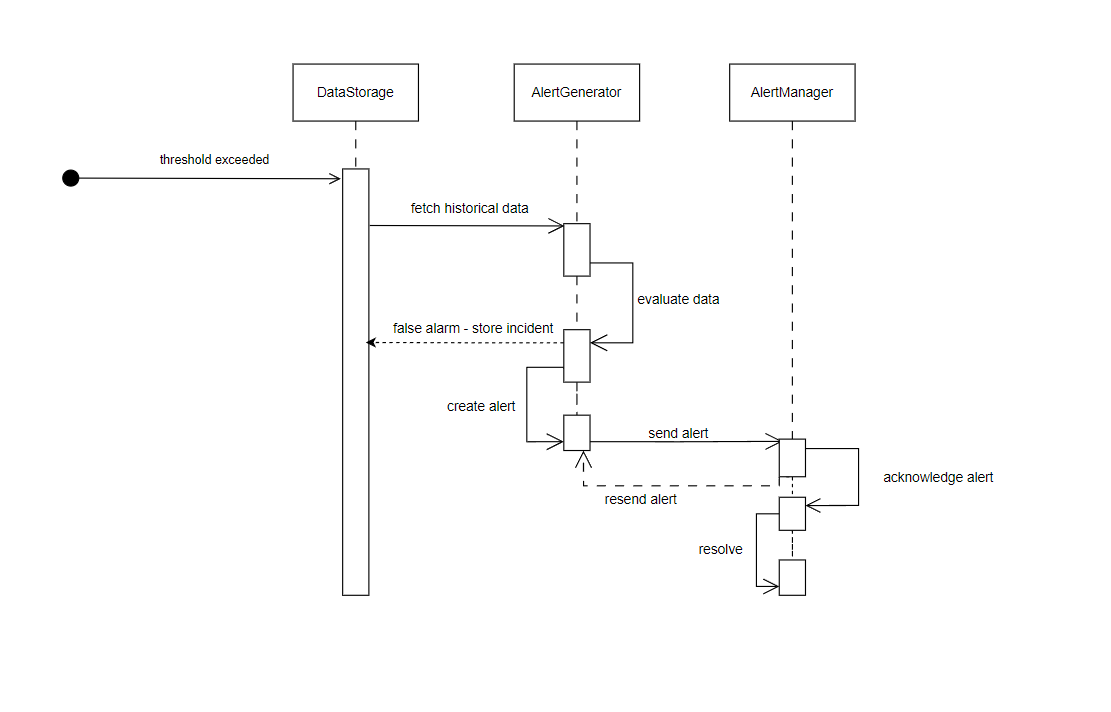 DataStorage
AlertGenerator
AlertManager
threshold exceeded
fetch historical data
evaluate data
false alarm - store incident
create alert
send alert
acknowledge alert
resend alert
resolve